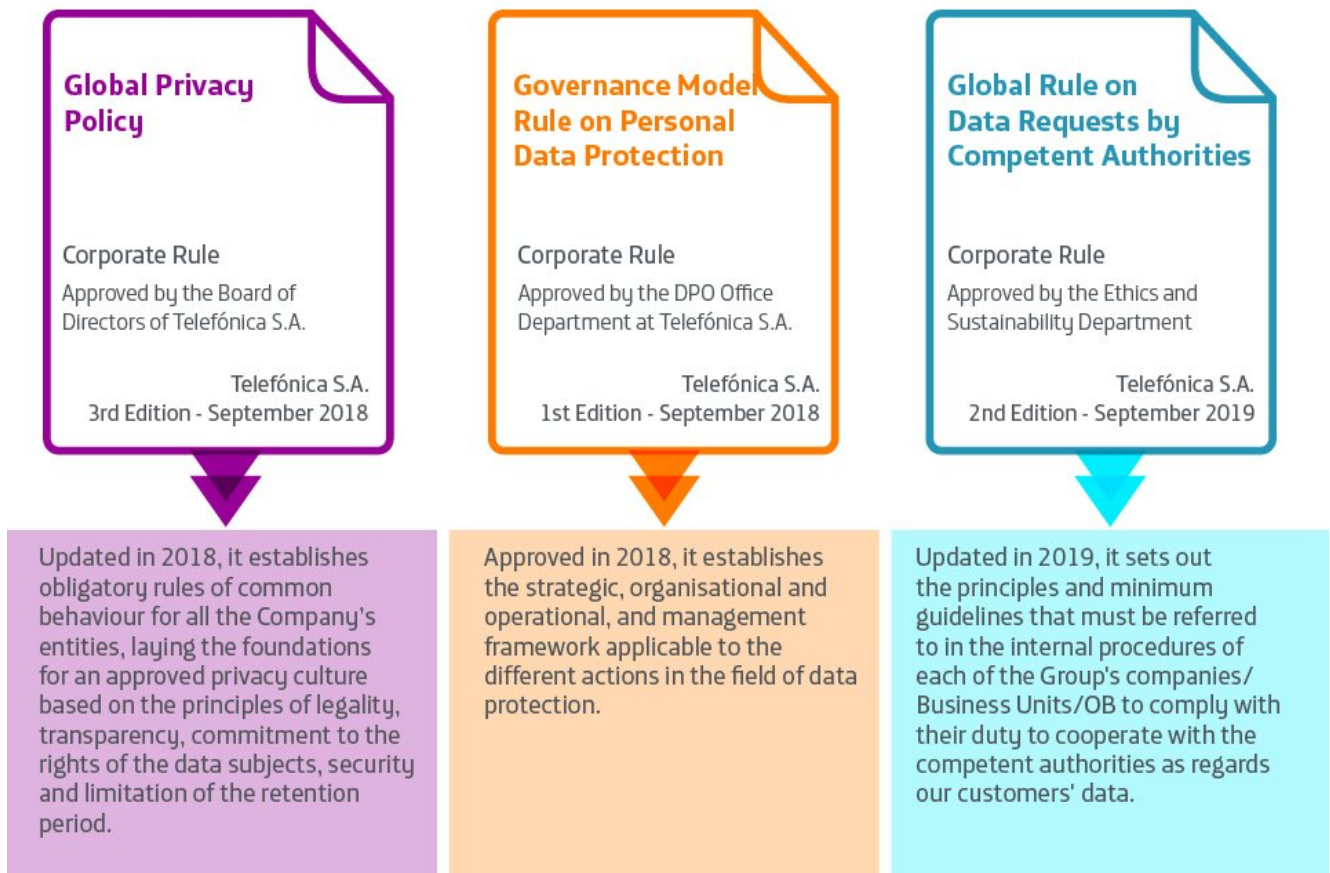 Global Privacy
Policy
Corporate Rule
Approved by the Board of
Directors of Telefónica S.A.
Telefónica S.A.
3rd Edition - September 2018
Updated in 2018, it establishes
obligatory rules of common
behaviour for all the Company's
entities, laying the foundations
for an approved privacy culture
based on the principles of legality,
transparency, commitment to the
rights of the data subjects, security
and limitation of the retention
period.
Governance Model
Rule on Personal
Data Protection
Corporate Rule
Approved by the DPO Office
Department at Telefónica S.A.
Telefónica S.A.
1st Edition - September 2018
Approved in 2018, it establishes
the strategic, organisational and
operational, and management
framework applicable to the
different actions in the field of data
protection.
Global Rule on
Data Requests by
Competent Authorities
Corporate Rule
Approved by the Ethics and
Sustainability Department
Telefónica S.A.
2nd Edition - September 2019
Updated in 2019, it sets out
the principles and minimum
guidelines that must be referred
to in the internal procedures of
each of the Group's companies/
Business Units/OB to comply with
their duty to cooperate with the
competent authorities as regards
our customers' data.